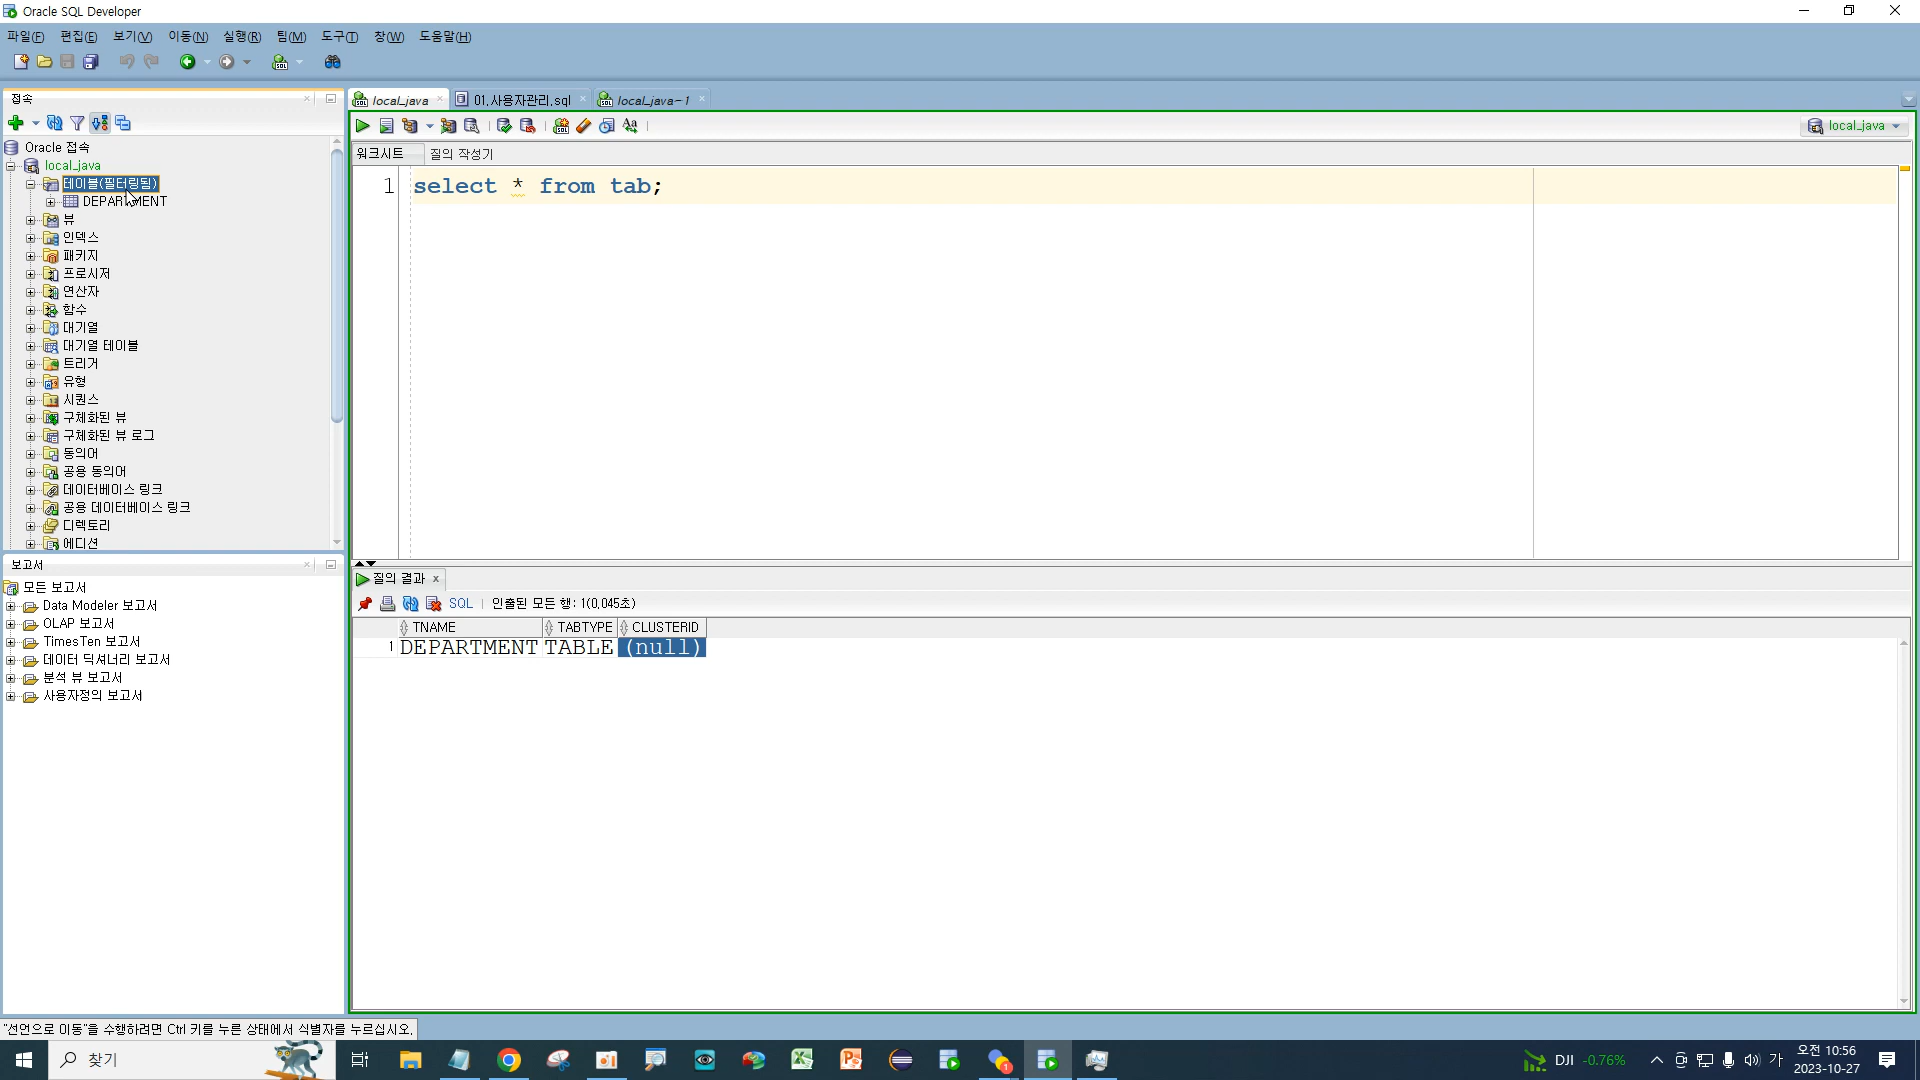 Oracle SQL Developer
파일(F) 편집(E) 보기(V) 이동(N) 실행(R) 팀(M) 도구(T) 창(W) 도움말(H)
접속
Oracle 접속
local_java
테이블(필터링됨)
DEPARTMENT
뷰
인덱스
패키지
프로시저
연산자
함수
대기열
대기열 테이블
트리거
유형
시퀀스
구체화된 뷰
구체화된 뷰 로그
동의어
공용 동의어
데이터베이스 링크
공용 데이터베이스 링크
디렉토리
에디션
보고서
모든 보고서
Data Modeler 보고서
OLAP 보고서
TimesTen 보고서
데이터 딕셔너리 보고서
분석 뷰 보고서
사용자정의 보고서
local_java 01.사용자관리.sql local_java~1
local_java
워크시트 질의 작성기
1 select * from tab;
질의 결과 x
SQL 인출된 모든 행: 1(0.045초)
TNAME TABTYPE CLUSTERID
1 DEPARTMENT TABLE (null)
"선언으로 이동"을 수행하려면 Ctrl 키를 누른 상태에서 식별자를 누르십시오.
찾기
DJI -0.76%
가
오전 10:56
2023-10-27